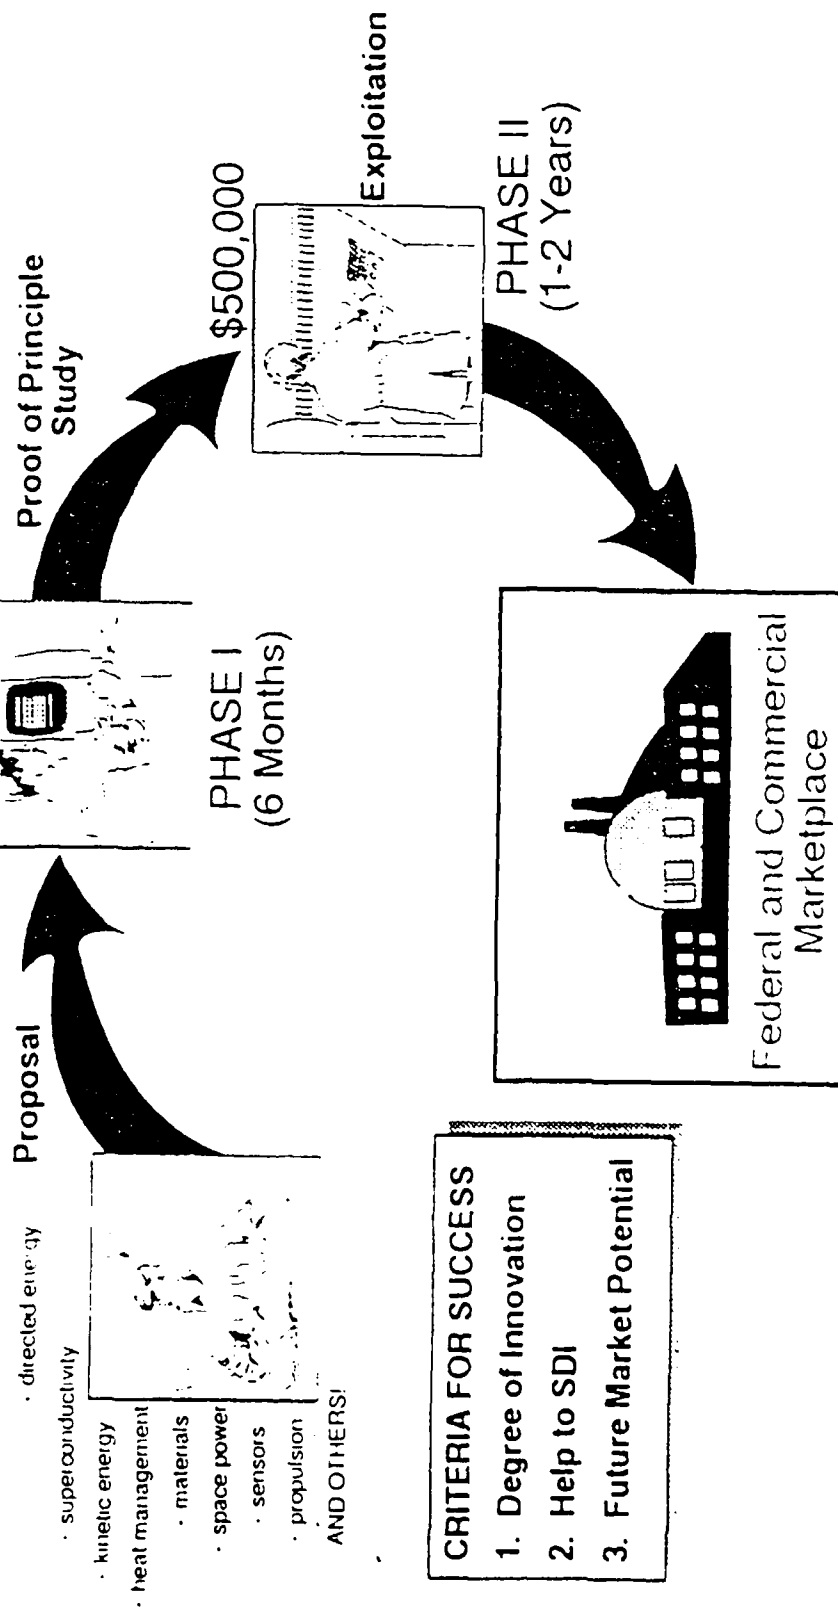 · directed energy
· superconductivity
· kinetic energy
· heat management
· materials
· space power
· sensors
· propulsion
AND OTHERS!
Proposal
PHASE I
(6 Months)
Proof of Principle
Study
$500,000
Exploitation
PHASE II
(1-2 Years)
CRITERIA FOR SUCCESS
1. Degree of Innovation
2. Help to SDI
3. Future Market Potential
Federal and Commercial
Marketplace